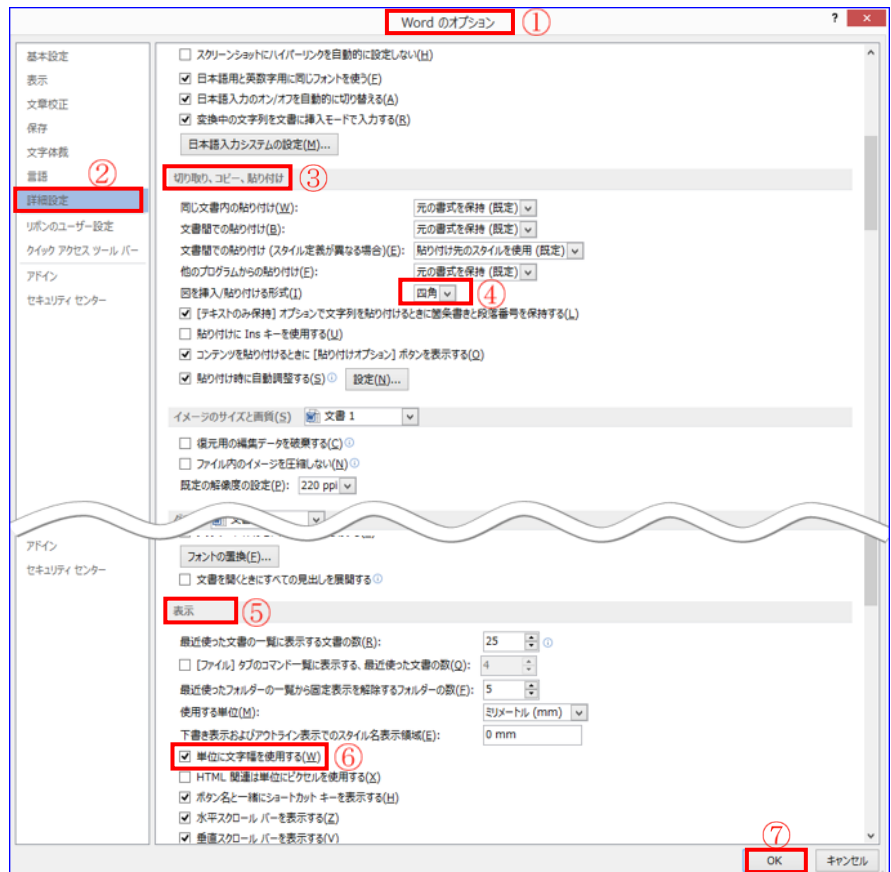 Word のオプション ①
? ×
基本設定
表示
文章校正
保存
文字体裁
言語
②
詳細設定
リボンのユーザー設定
クイック アクセス ツール バー
アドイン
セキュリティ センター
スクリーンショットにハイパーリンクを自動的に設定しない(H)
日本語用と英数字用に同じフォントを使う(F)
日本語入力のオン/オフを自動的に切り替える(A)
変換中の文字列を文書に挿入モードで入力する(R)
日本語入力システムの設定(M)...
切り取り、コピー、貼り付け ③
同じ文書内の貼り付け(W): 元の書式を保持 (既定)
文書間での貼り付け(B): 元の書式を保持 (既定)
文書間での貼り付け (スタイル定義が異なる場合)(E): 貼り付け先のスタイルを使用 (既定)
他のプログラムからの貼り付け(F): 元の書式を保持 (既定)
図を挿入/貼り付ける形式(I) 四角 ④
[テキストのみ保持] オプションで文字列を貼り付けるときに箇条書きと段落番号を保持する(L)
貼り付けに Ins キーを使用する(U)
コンテンツを貼り付けるときに [貼り付けオプション] ボタンを表示する(O)
貼り付け時に自動調整する(S) 設定(N)...
イメージのサイズと画質(S) 文書 1
復元用の編集データを破棄する(C)
ファイル内のイメージを圧縮しない(N)
既定の解像度の設定(P): 220 ppi
アドイン
セキュリティ センター
フォントの置換(F)...
文書を開くときにすべての見出しを展開する
表示 ⑤
最近使った文書の一覧に表示する文書の数(R): 25
[ファイル] タブのコマンド一覧に表示する、最近使った文書の数(Q): 4
最近使ったフォルダーの一覧から固定表示を解除するフォルダーの数(F): 5
使用する単位(M): ミリメートル (mm)
下書き表示およびアウトライン表示でのスタイル名表示領域(E): 0 mm
単位に文字幅を使用する(W) ⑥
HTML 関連は単位にピクセルを使用する(X)
ボタン名と一緒にショートカット キーを表示する(H)
水平スクロール バーを表示する(Z)
垂直スクロール バーを表示する(V)
⑦
OK キャンセル